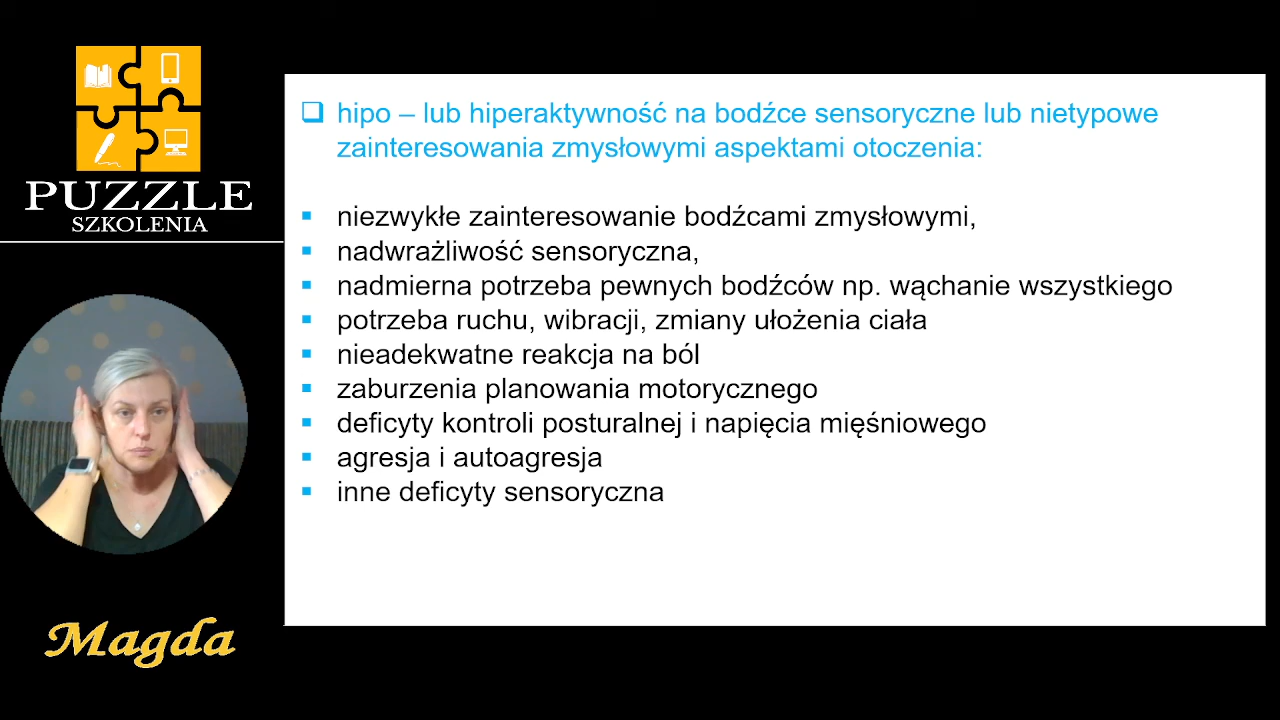 PUZZLE
SZKOLENIA
Magda
hipo – lub hiperaktywność na bodźce sensoryczne lub nietypowe
zainteresowania zmysłowymi aspektami otoczenia:
niezwykłe zainteresowanie bodźcami zmysłowymi,
nadwrażliwość sensoryczna,
nadmierna potrzeba pewnych bodźców np. wąchanie wszystkiego
potrzeba ruchu, wibracji, zmiany ułożenia ciała
nieadekwatne reakcja na ból
zaburzenia planowania motorycznego
deficyty kontroli posturalnej i napięcia mięśniowego
agresja i autoagresja
inne deficyty sensoryczna